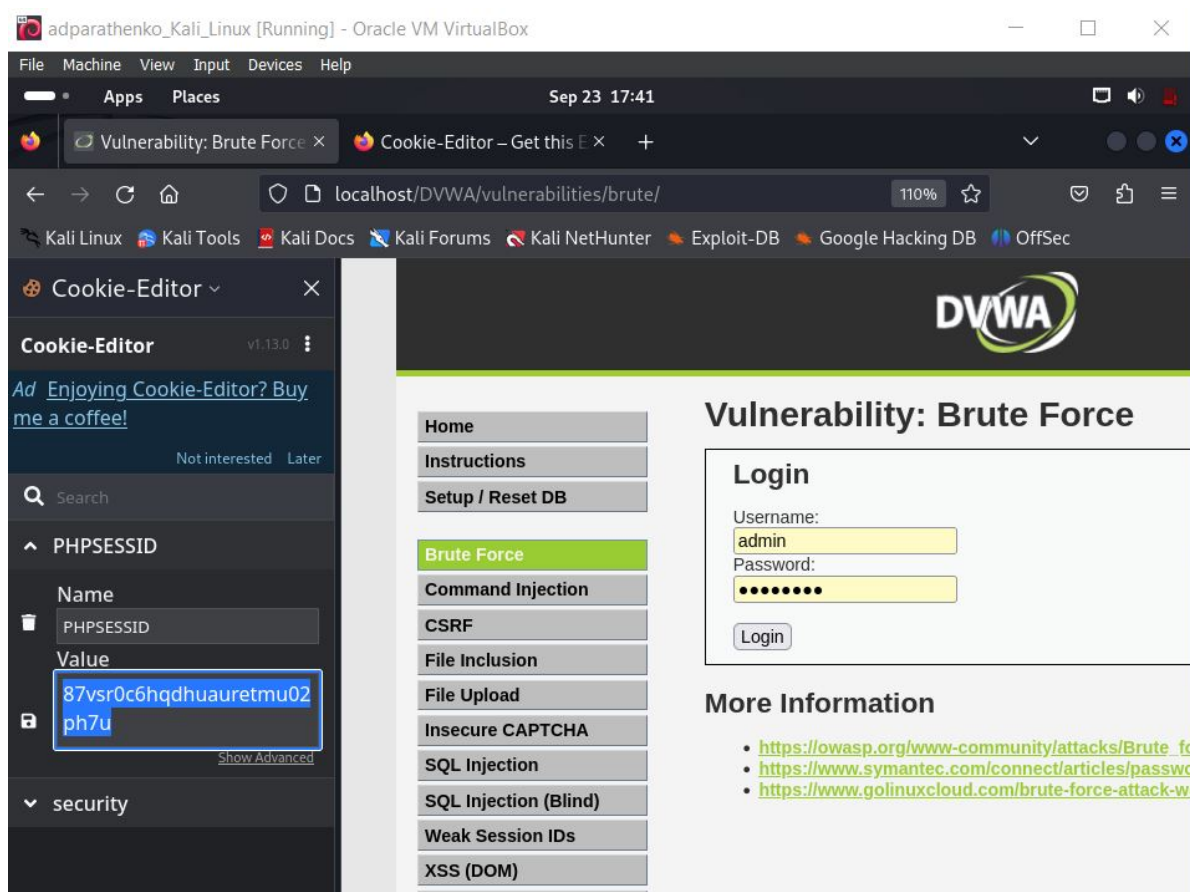 adparathenko_Kali_Linux [Running] - Oracle VM VirtualBox
File Machine View Input Devices Help
Apps Places Sep 23 17:41
Vulnerability: Brute Force Cookie-Editor – Get this E
localhost/DVWA/vulnerabilities/brute/ 110%
Kali Linux Kali Tools Kali Docs Kali Forums Kali NetHunter Exploit-DB Google Hacking DB OffSec
Cookie-Editor
Cookie-Editor v1.13.0
Ad Enjoying Cookie-Editor? Buy
me a coffee!
Not interested Later
Search
PHPSESSID
Name
PHPSESSID
Value
87vsr0c6hqdhuauretmu02
ph7u
Show Advanced
security
DVWA
Home
Instructions
Setup / Reset DB
Brute Force
Command Injection
CSRF
File Inclusion
File Upload
Insecure CAPTCHA
SQL Injection
SQL Injection (Blind)
Weak Session IDs
XSS (DOM)
Vulnerability: Brute Force
Login
Username:
admin
Password:
••••••••
Login
More Information
https://owasp.org/www-community/attacks/Brute_fo
https://www.symantec.com/connect/articles/passwo
https://www.golinuxcloud.com/brute-force-attack-w